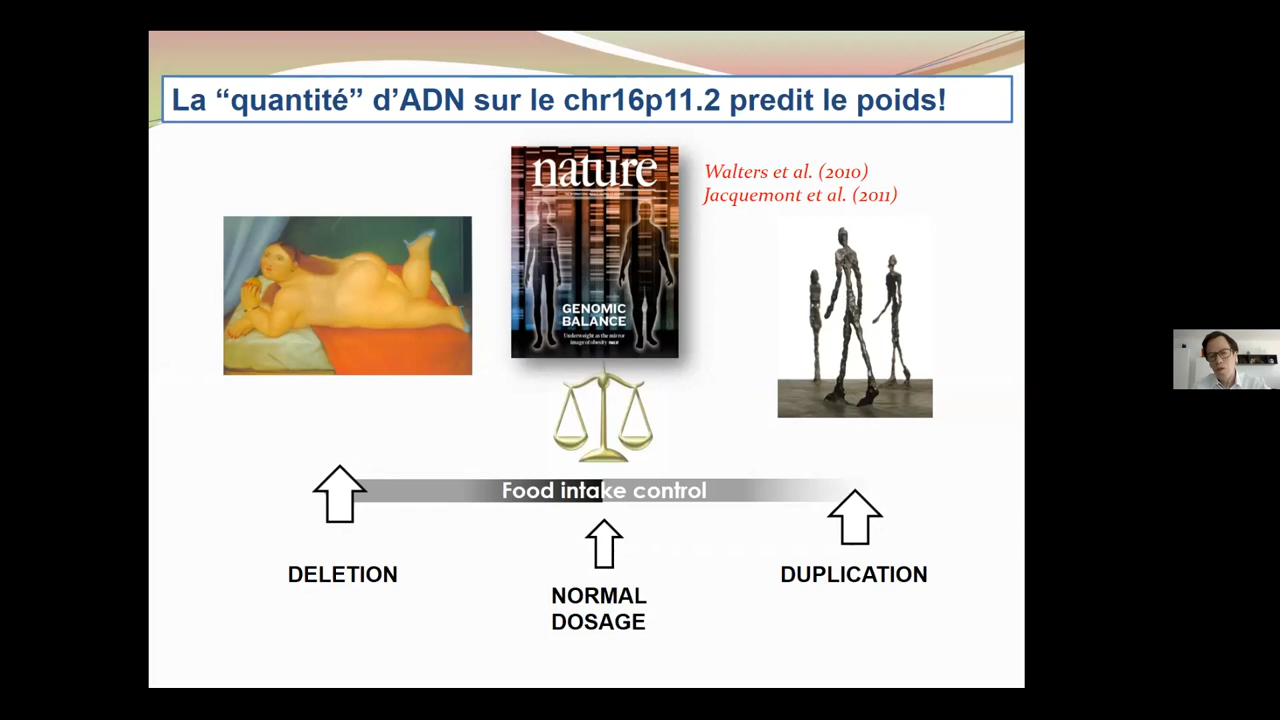 La “quantité” d’ADN sur le chr16p11.2 predit le poids!
nature
GENOMIC
BALANCE
Underweight as the mirror
image of obesity
Walters et al. (2010)
Jacquemont et al. (2011)
Food intake control
DELETION
NORMAL
DOSAGE
DUPLICATION